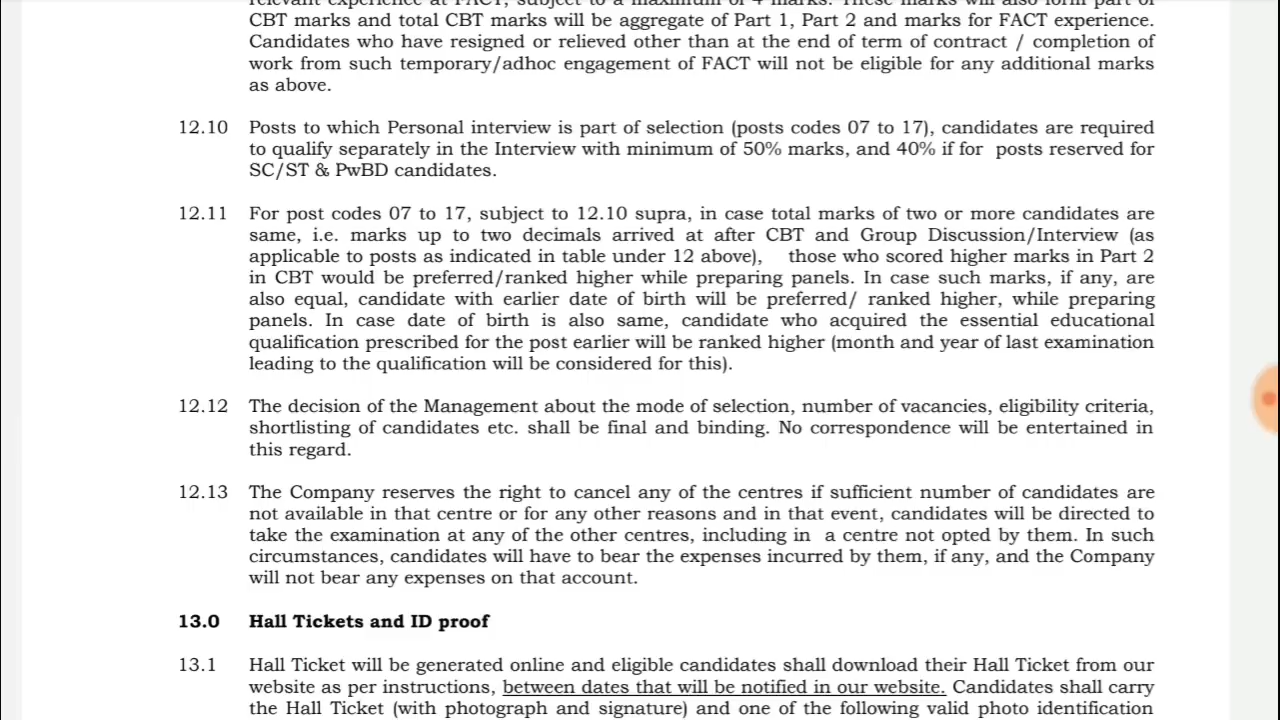 relevant experience at FACT, subject to a maximum of 4 marks. These marks will also form part of
CBT marks and total CBT marks will be aggregate of Part 1, Part 2 and marks for FACT experience.
Candidates who have resigned or relieved other than at the end of term of contract / completion of
work from such temporary/adhoc engagement of FACT will not be eligible for any additional marks
as above.
12.10 Posts to which Personal interview is part of selection (posts codes 07 to 17), candidates are required
to qualify separately in the Interview with minimum of 50% marks, and 40% if for posts reserved for
SC/ST & PwBD candidates.
12.11 For post codes 07 to 17, subject to 12.10 supra, in case total marks of two or more candidates are
same, i.e. marks up to two decimals arrived at after CBT and Group Discussion/Interview (as
applicable to posts as indicated in table under 12 above), those who scored higher marks in Part 2
in CBT would be preferred/ranked higher while preparing panels. In case such marks, if any, are
also equal, candidate with earlier date of birth will be preferred/ ranked higher, while preparing
panels. In case date of birth is also same, candidate who acquired the essential educational
qualification prescribed for the post earlier will be ranked higher (month and year of last examination
leading to the qualification will be considered for this).
12.12 The decision of the Management about the mode of selection, number of vacancies, eligibility criteria,
shortlisting of candidates etc. shall be final and binding. No correspondence will be entertained in
this regard.
12.13 The Company reserves the right to cancel any of the centres if sufficient number of candidates are
not available in that centre or for any other reasons and in that event, candidates will be directed to
take the examination at any of the other centres, including in a centre not opted by them. In such
circumstances, candidates will have to bear the expenses incurred by them, if any, and the Company
will not bear any expenses on that account.
13.0 Hall Tickets and ID proof
13.1 Hall Ticket will be generated online and eligible candidates shall download their Hall Ticket from our
website as per instructions, between dates that will be notified in our website. Candidates shall carry
the Hall Ticket (with photograph and signature) and one of the following valid photo identification